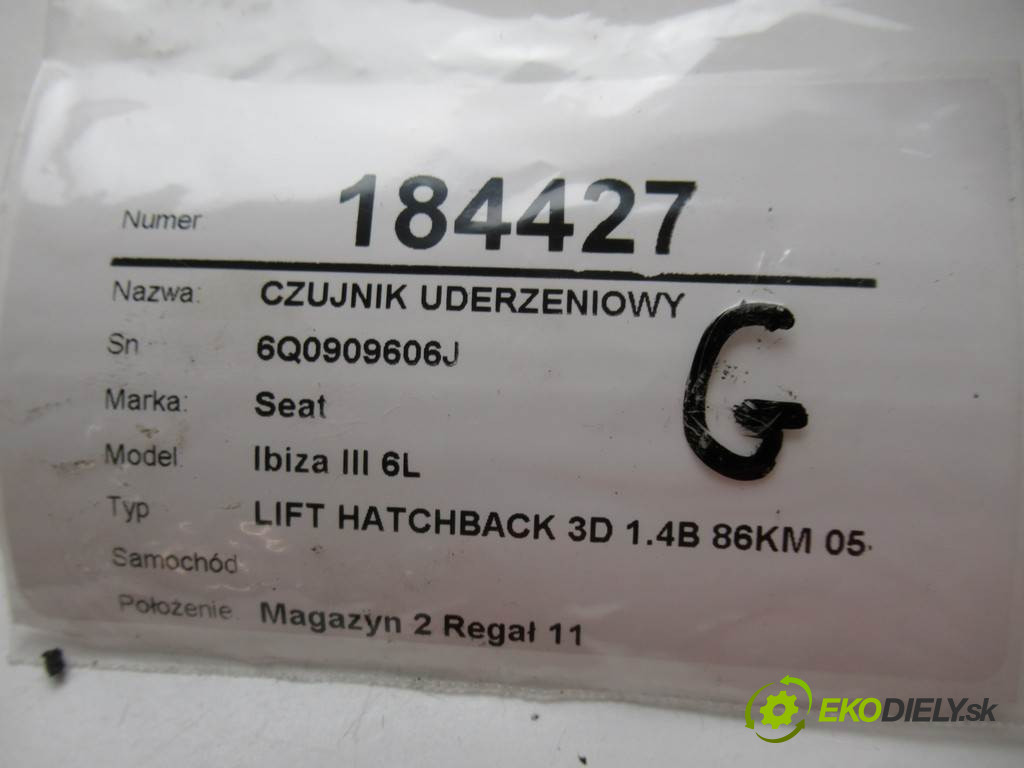 Numer 184427
Nazwa: CZUJNIK UDERZENIOWY
Sn 6Q0909606J
G
Marka: Seat
Model Ibiza III 6L
Typ LIFT HATCHBACK 3D 1.4B 86KM 05-
Samochód
Położenie Magazyn 2 Regał 11
EKODIELY.sk